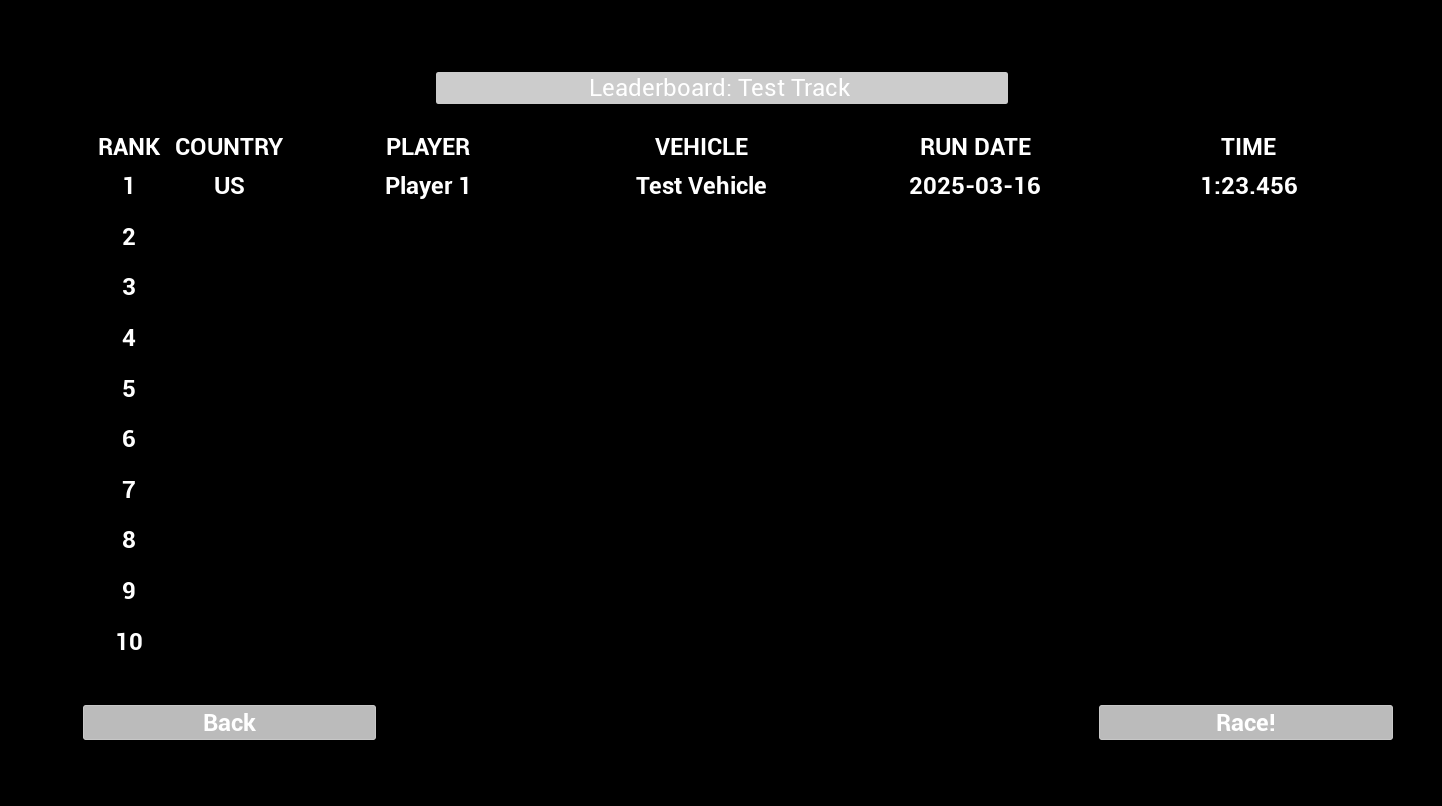 Leaderboard: Test Track
RANK COUNTRY PLAYER VEHICLE RUN DATE TIME
1 US Player 1 Test Vehicle 2025-03-16 1:23.456
2
3
4
5
6
7
8
9
10
Back Race!